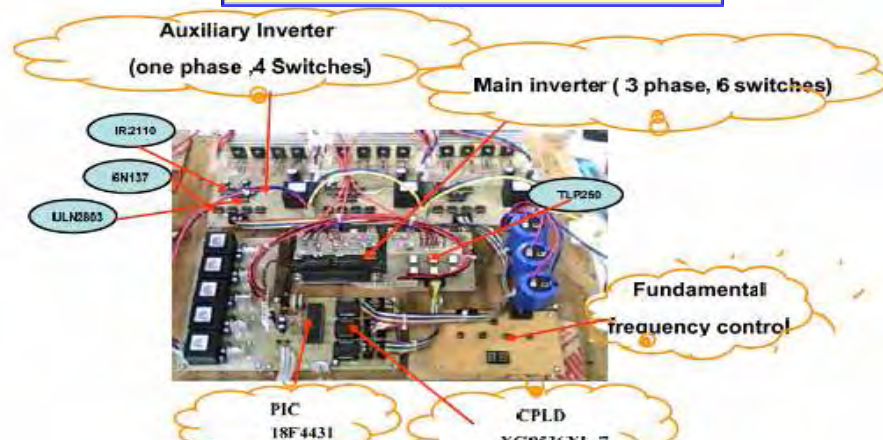 Auxiliary Inverter
(one phase ,4 Switches)
Main inverter ( 3 phase, 6 switches)
IR2110
6N137
ULN2803
TLP250
Fundamental
frequency control
PIC
18F4431
CPLD